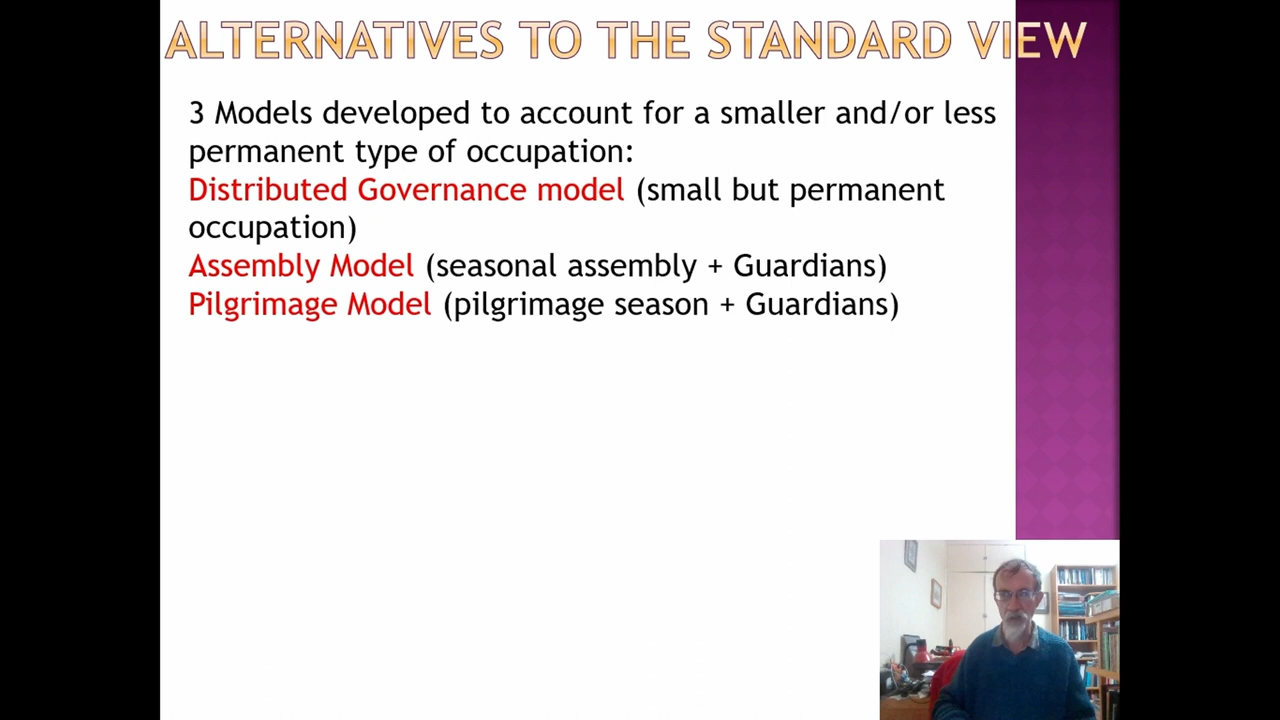 ALTERNATIVES TO THE STANDARD VIEW
3 Models developed to account for a smaller and/or less
permanent type of occupation:
Distributed Governance model (small but permanent
occupation)
Assembly Model (seasonal assembly + Guardians)
Pilgrimage Model (pilgrimage season + Guardians)